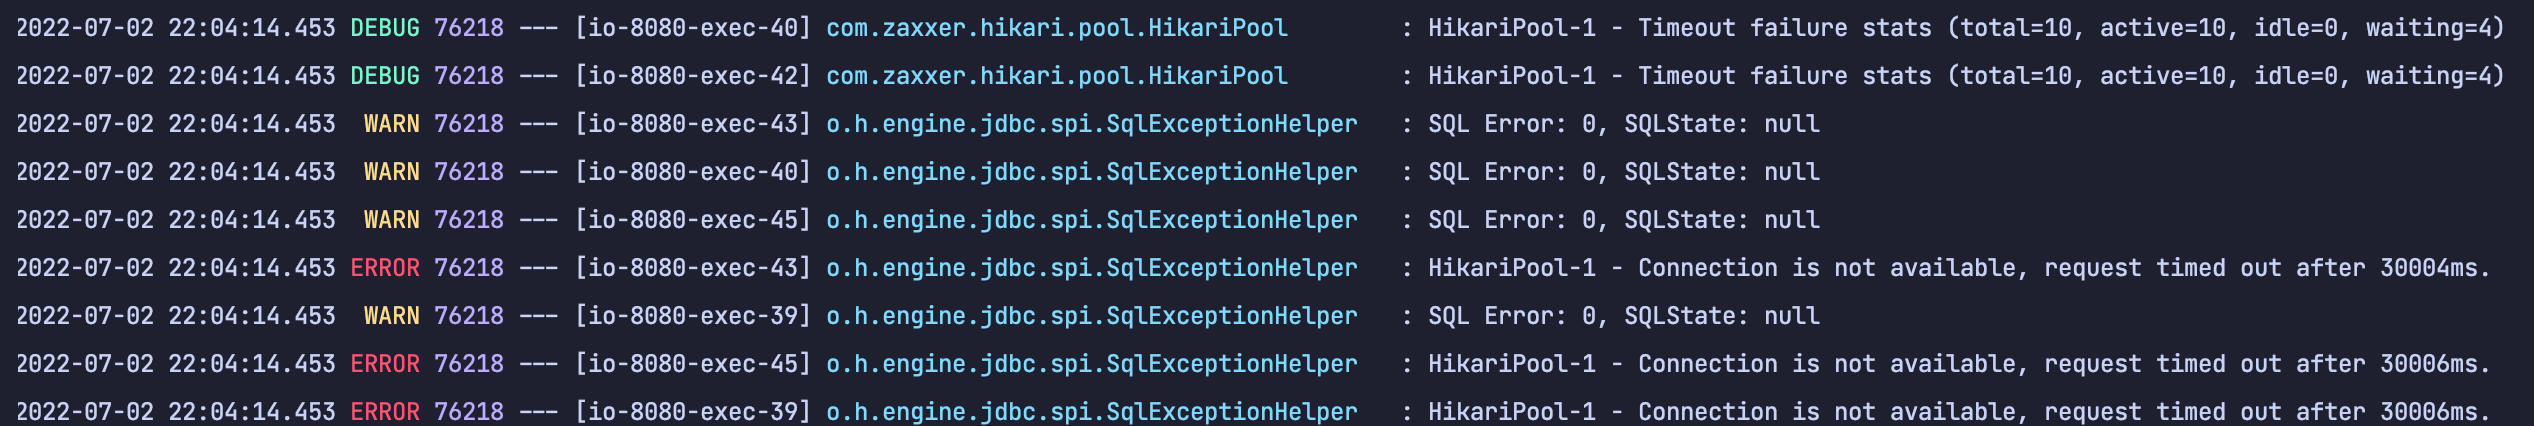 2022-07-02 22:04:14.453 DEBUG 76218 --- [io-8080-exec-40] com.zaxxer.hikari.pool.HikariPool        : HikariPool-1 - Timeout failure stats (total=10, active=10, idle=0, waiting=4)
2022-07-02 22:04:14.453 DEBUG 76218 --- [io-8080-exec-42] com.zaxxer.hikari.pool.HikariPool        : HikariPool-1 - Timeout failure stats (total=10, active=10, idle=0, waiting=4)
2022-07-02 22:04:14.453  WARN 76218 --- [io-8080-exec-43] o.h.engine.jdbc.spi.SqlExceptionHelper   : SQL Error: 0, SQLState: null
2022-07-02 22:04:14.453  WARN 76218 --- [io-8080-exec-40] o.h.engine.jdbc.spi.SqlExceptionHelper   : SQL Error: 0, SQLState: null
2022-07-02 22:04:14.453  WARN 76218 --- [io-8080-exec-45] o.h.engine.jdbc.spi.SqlExceptionHelper   : SQL Error: 0, SQLState: null
2022-07-02 22:04:14.453 ERROR 76218 --- [io-8080-exec-43] o.h.engine.jdbc.spi.SqlExceptionHelper   : HikariPool-1 - Connection is not available, request timed out after 30004ms.
2022-07-02 22:04:14.453  WARN 76218 --- [io-8080-exec-39] o.h.engine.jdbc.spi.SqlExceptionHelper   : SQL Error: 0, SQLState: null
2022-07-02 22:04:14.453 ERROR 76218 --- [io-8080-exec-45] o.h.engine.jdbc.spi.SqlExceptionHelper   : HikariPool-1 - Connection is not available, request timed out after 30006ms.
2022-07-02 22:04:14.453 ERROR 76218 --- [io-8080-exec-39] o.h.engine.jdbc.spi.SqlExceptionHelper   : HikariPool-1 - Connection is not available, request timed out after 30006ms.